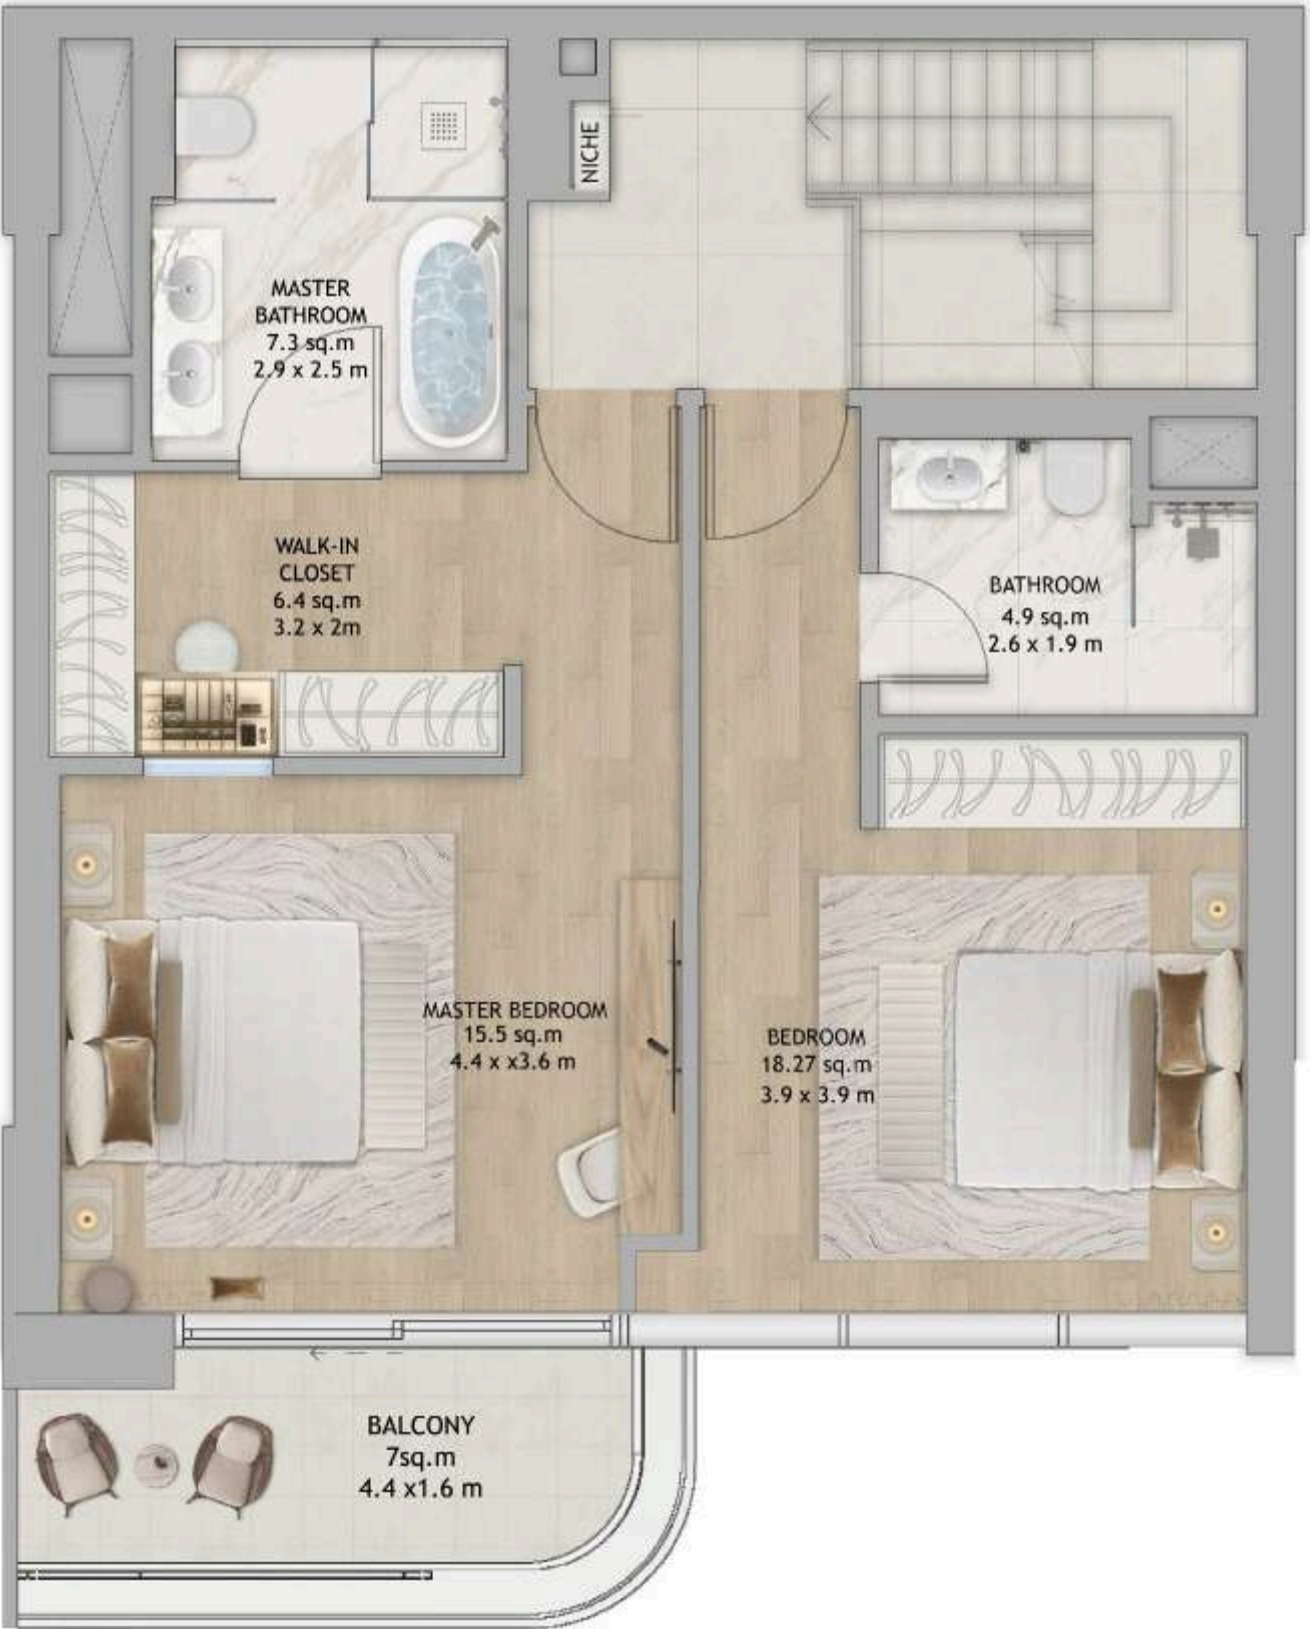 NICHE
MASTER
BATHROOM
7.3 sq.m
2.9 x 2.5 m
WALK-IN
CLOSET
6.4 sq.m
3.2 x 2m
BATHROOM
4.9 sq.m
2.6 x 1.9 m
MASTER BEDROOM
15.5 sq.m
4.4 x x3.6 m
BEDROOM
18.27 sq.m
3.9 x 3.9 m
BALCONY
7sq.m
4.4 x1.6 m